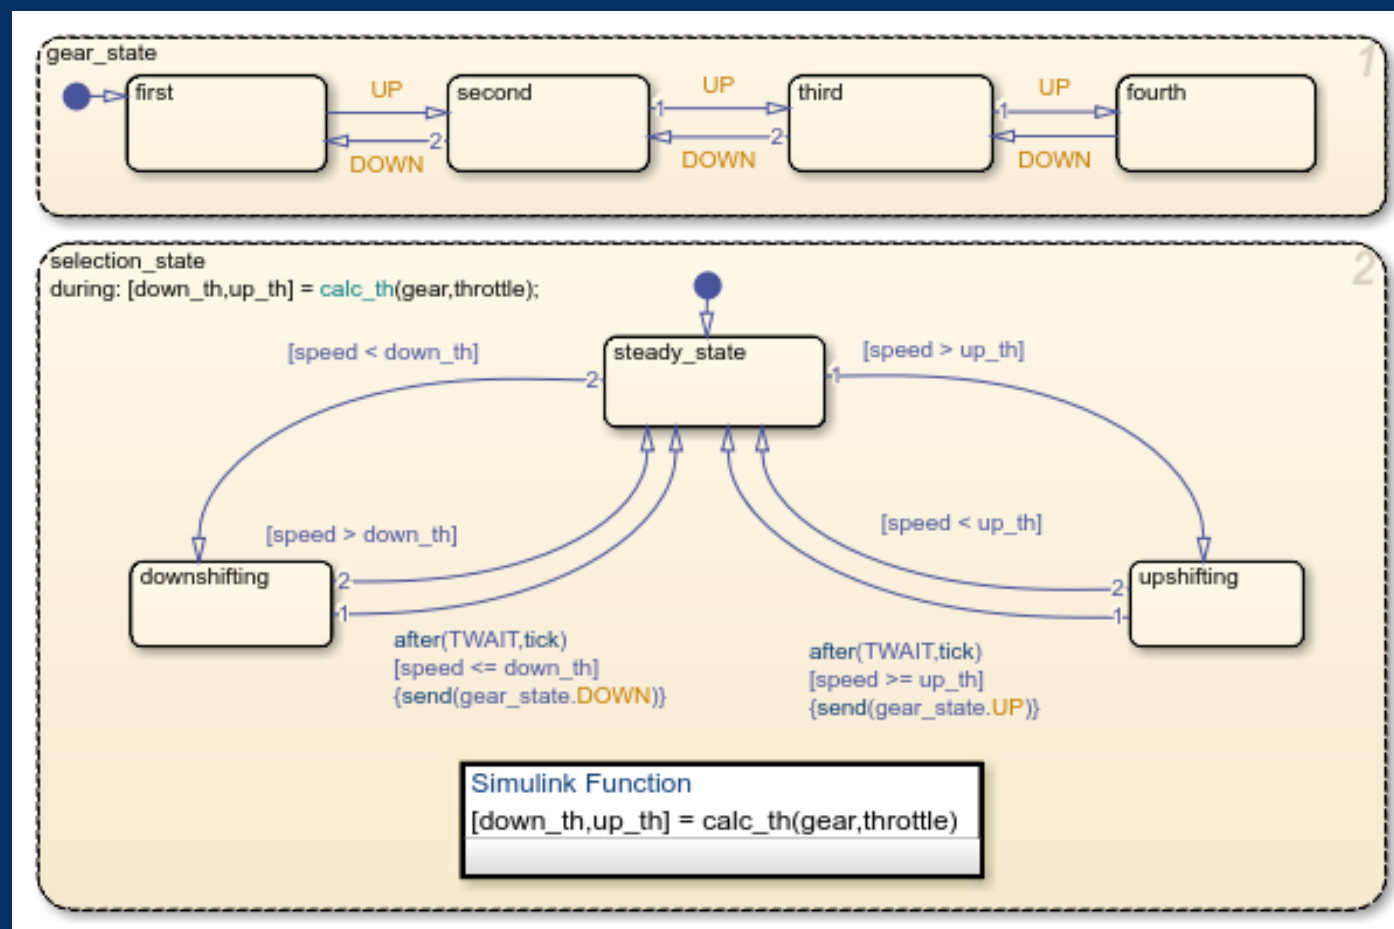 gear_state
1
first
UP
second
UP
third
UP
fourth
1
1
2
2
DOWN
DOWN
DOWN
selection_state
2
during: [down_th,up_th] = calc_th(gear,throttle);
[speed < down_th]
steady_state
[speed > up_th]
2
1
[speed > down_th]
[speed < up_th]
downshifting
2
1
upshifting
2
1
after(TWAIT,tick)
[speed <= down_th]
{send(gear_state.DOWN)}
after(TWAIT,tick)
[speed >= up_th]
{send(gear_state.UP)}
Simulink Function
[down_th,up_th] = calc_th(gear,throttle)